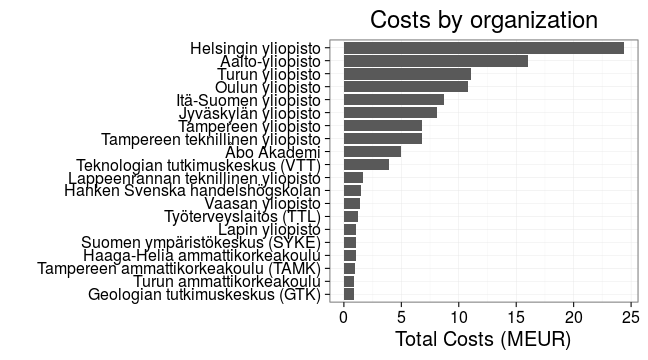 Costs by organization
Helsingin yliopisto
Aalto-yliopisto
Turun yliopisto
Oulun yliopisto
Itä-Suomen yliopisto
Jyväskylän yliopisto
Tampereen yliopisto
Tampereen teknillinen yliopisto
Åbo Akademi
Teknologian tutkimuskeskus (VTT)
Lappeenrannan teknillinen yliopisto
Hanken Svenska handelshögskolan
Vaasan yliopisto
Työterveyslaitos (TTL)
Lapin yliopisto
Suomen ympäristökeskus (SYKE)
Haaga-Helia ammattikorkeakoulu
Tampereen ammattikorkeakoulu (TAMK)
Turun ammattikorkeakoulu
Geologian tutkimuskeskus (GTK)
0 5 10 15 20 25
Total Costs (MEUR)